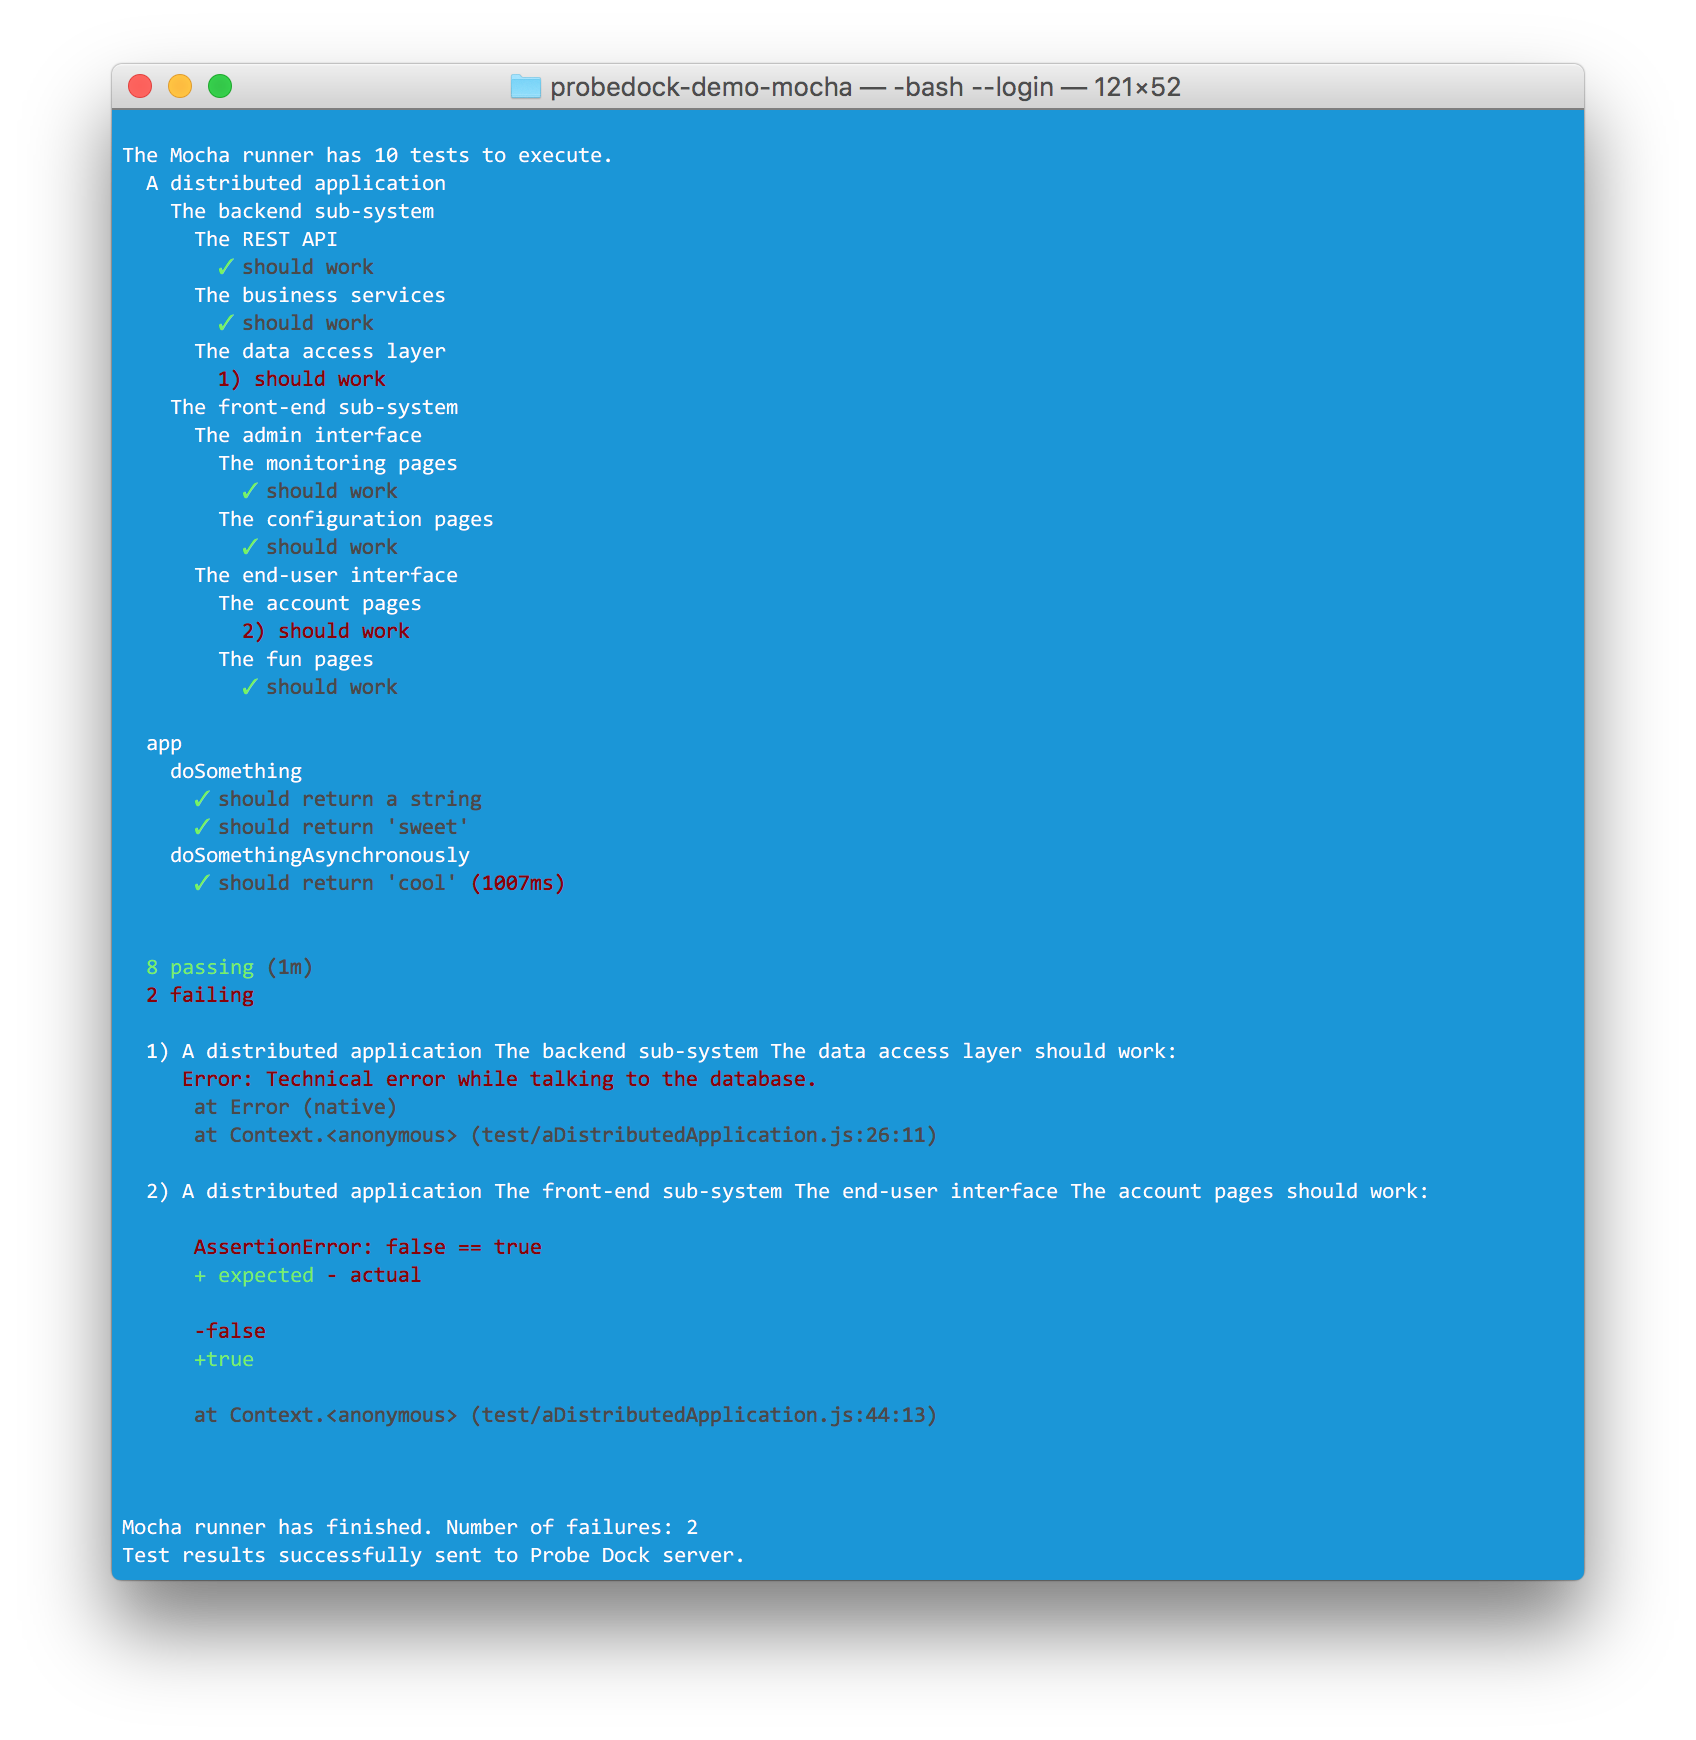 probedock-demo-mocha — -bash --login — 121×52
The Mocha runner has 10 tests to execute.
A distributed application
The backend sub-system
The REST API
✓ should work
The business services
✓ should work
The data access layer
1) should work
The front-end sub-system
The admin interface
The monitoring pages
✓ should work
The configuration pages
✓ should work
The end-user interface
The account pages
2) should work
The fun pages
✓ should work
app
doSomething
✓ should return a string
✓ should return 'sweet'
doSomethingAsynchronously
✓ should return 'cool' (1007ms)
8 passing (1m)
2 failing
1) A distributed application The backend sub-system The data access layer should work:
Error: Technical error while talking to the database.
at Error (native)
at Context.<anonymous> (test/aDistributedApplication.js:26:11)
2) A distributed application The front-end sub-system The end-user interface The account pages should work:
AssertionError: false == true
+ expected - actual
-false
+true
at Context.<anonymous> (test/aDistributedApplication.js:44:13)
Mocha runner has finished. Number of failures: 2
Test results successfully sent to Probe Dock server.